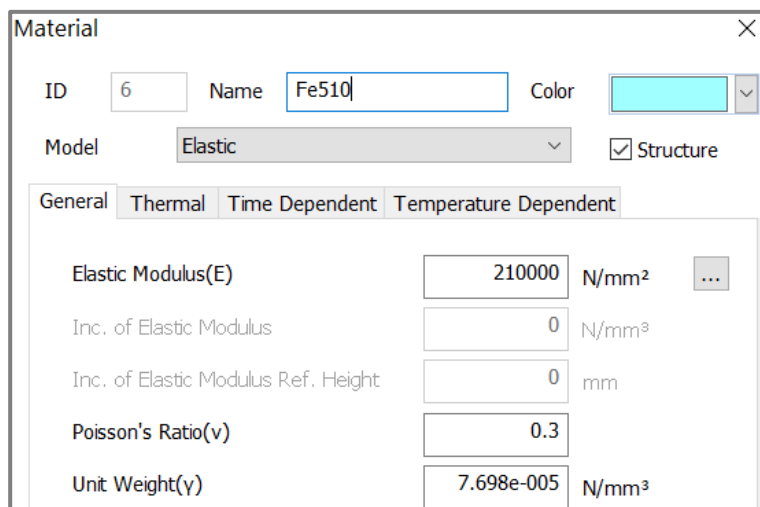 Material
ID 6 Name Fe510 Color
Model Elastic Structure
General Thermal Time Dependent Temperature Dependent
Elastic Modulus(E) 210000 N/mm² ...
Inc. of Elastic Modulus 0 N/mm³
Inc. of Elastic Modulus Ref. Height 0 mm
Poisson's Ratio(ν) 0.3
Unit Weight(γ) 7.698e-005 N/mm³